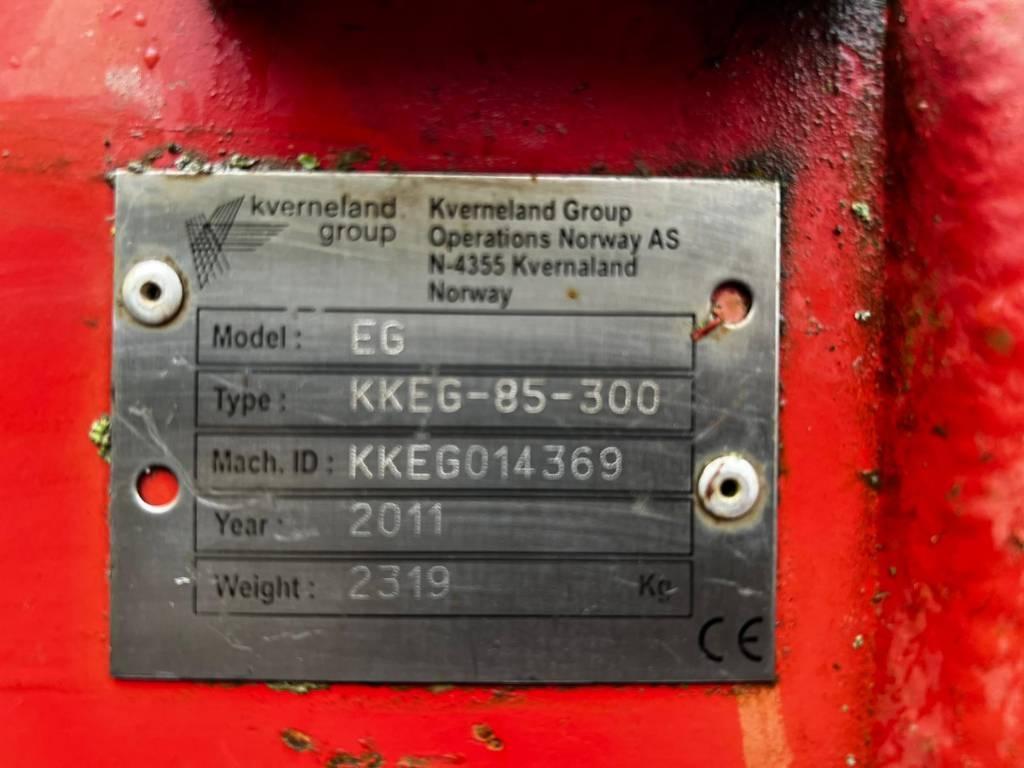 kverneland
group
Kverneland Group
Operations Norway AS
N-4355 Kvernaland
Norway
Model : EG
Type : KKEG-85-300
Mach. ID : KKEG014369
Year : 2011
Weight : 2319 Kg
CE